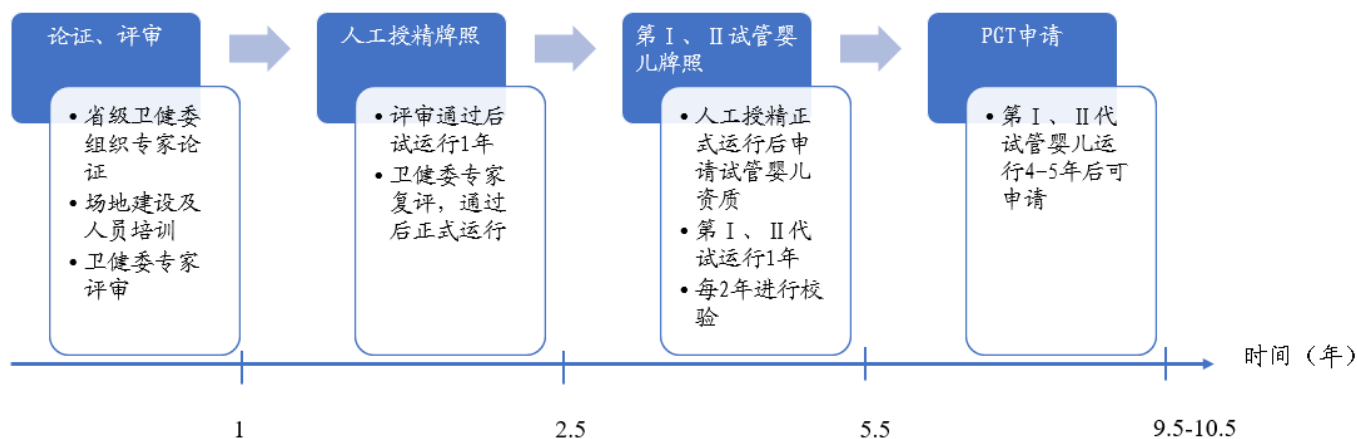 论证、评审
• 省级卫健委
组织专家论
证
• 场地建设及
人员培训
• 卫健委专家
评审
人工授精牌照
• 评审通过后
试运行1年
• 卫健委专家
复评，通过
后正式运行
第Ⅰ、Ⅱ试管婴
儿牌照
• 人工授精正
式运行后申
请试管婴儿
资质
• 第Ⅰ、Ⅱ代
试运行1年
• 每2年进行校
验
PGT申请
• 第Ⅰ、Ⅱ代
试管婴儿运
行4-5年后可
申请
时间（年）
1
2.5
5.5
9.5-10.5